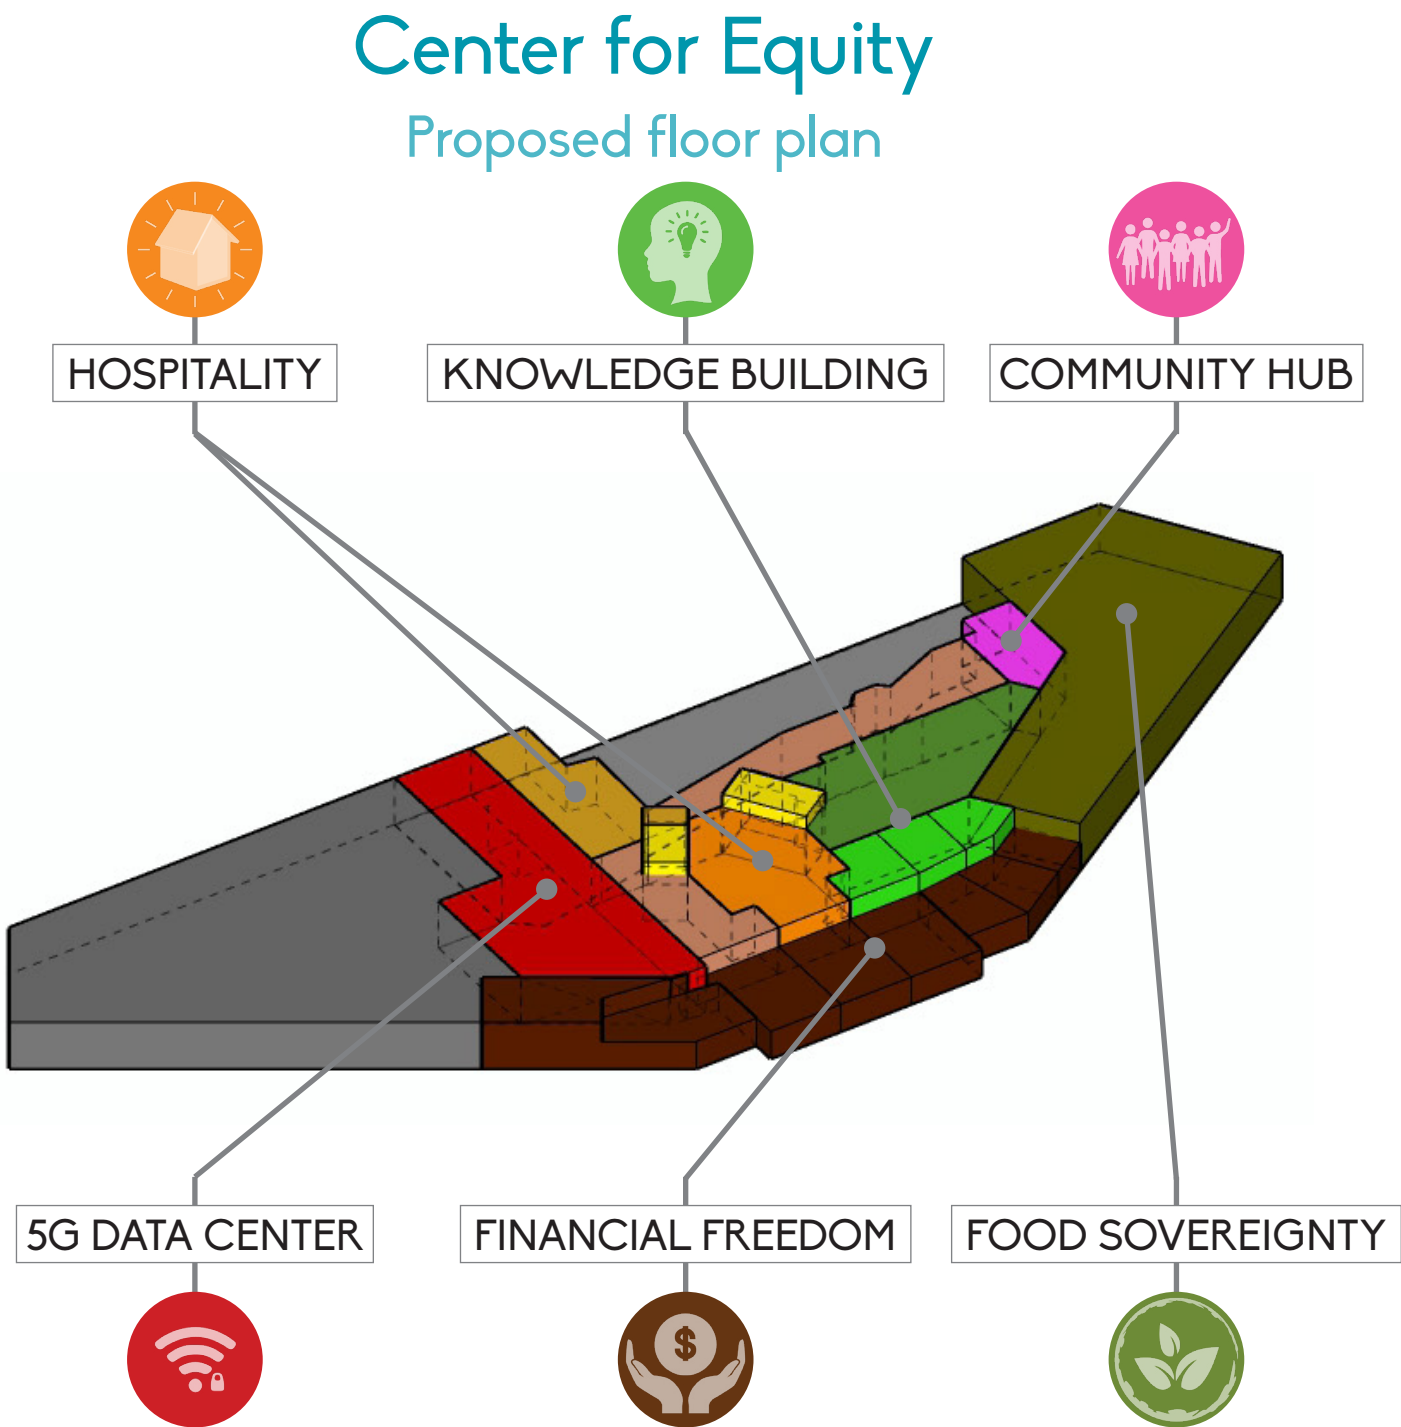 Center for Equity
Proposed floor plan
HOSPITALITY
KNOWLEDGE BUILDING
COMMUNITY HUB
5G DATA CENTER
FINANCIAL FREEDOM
FOOD SOVEREIGNTY
$